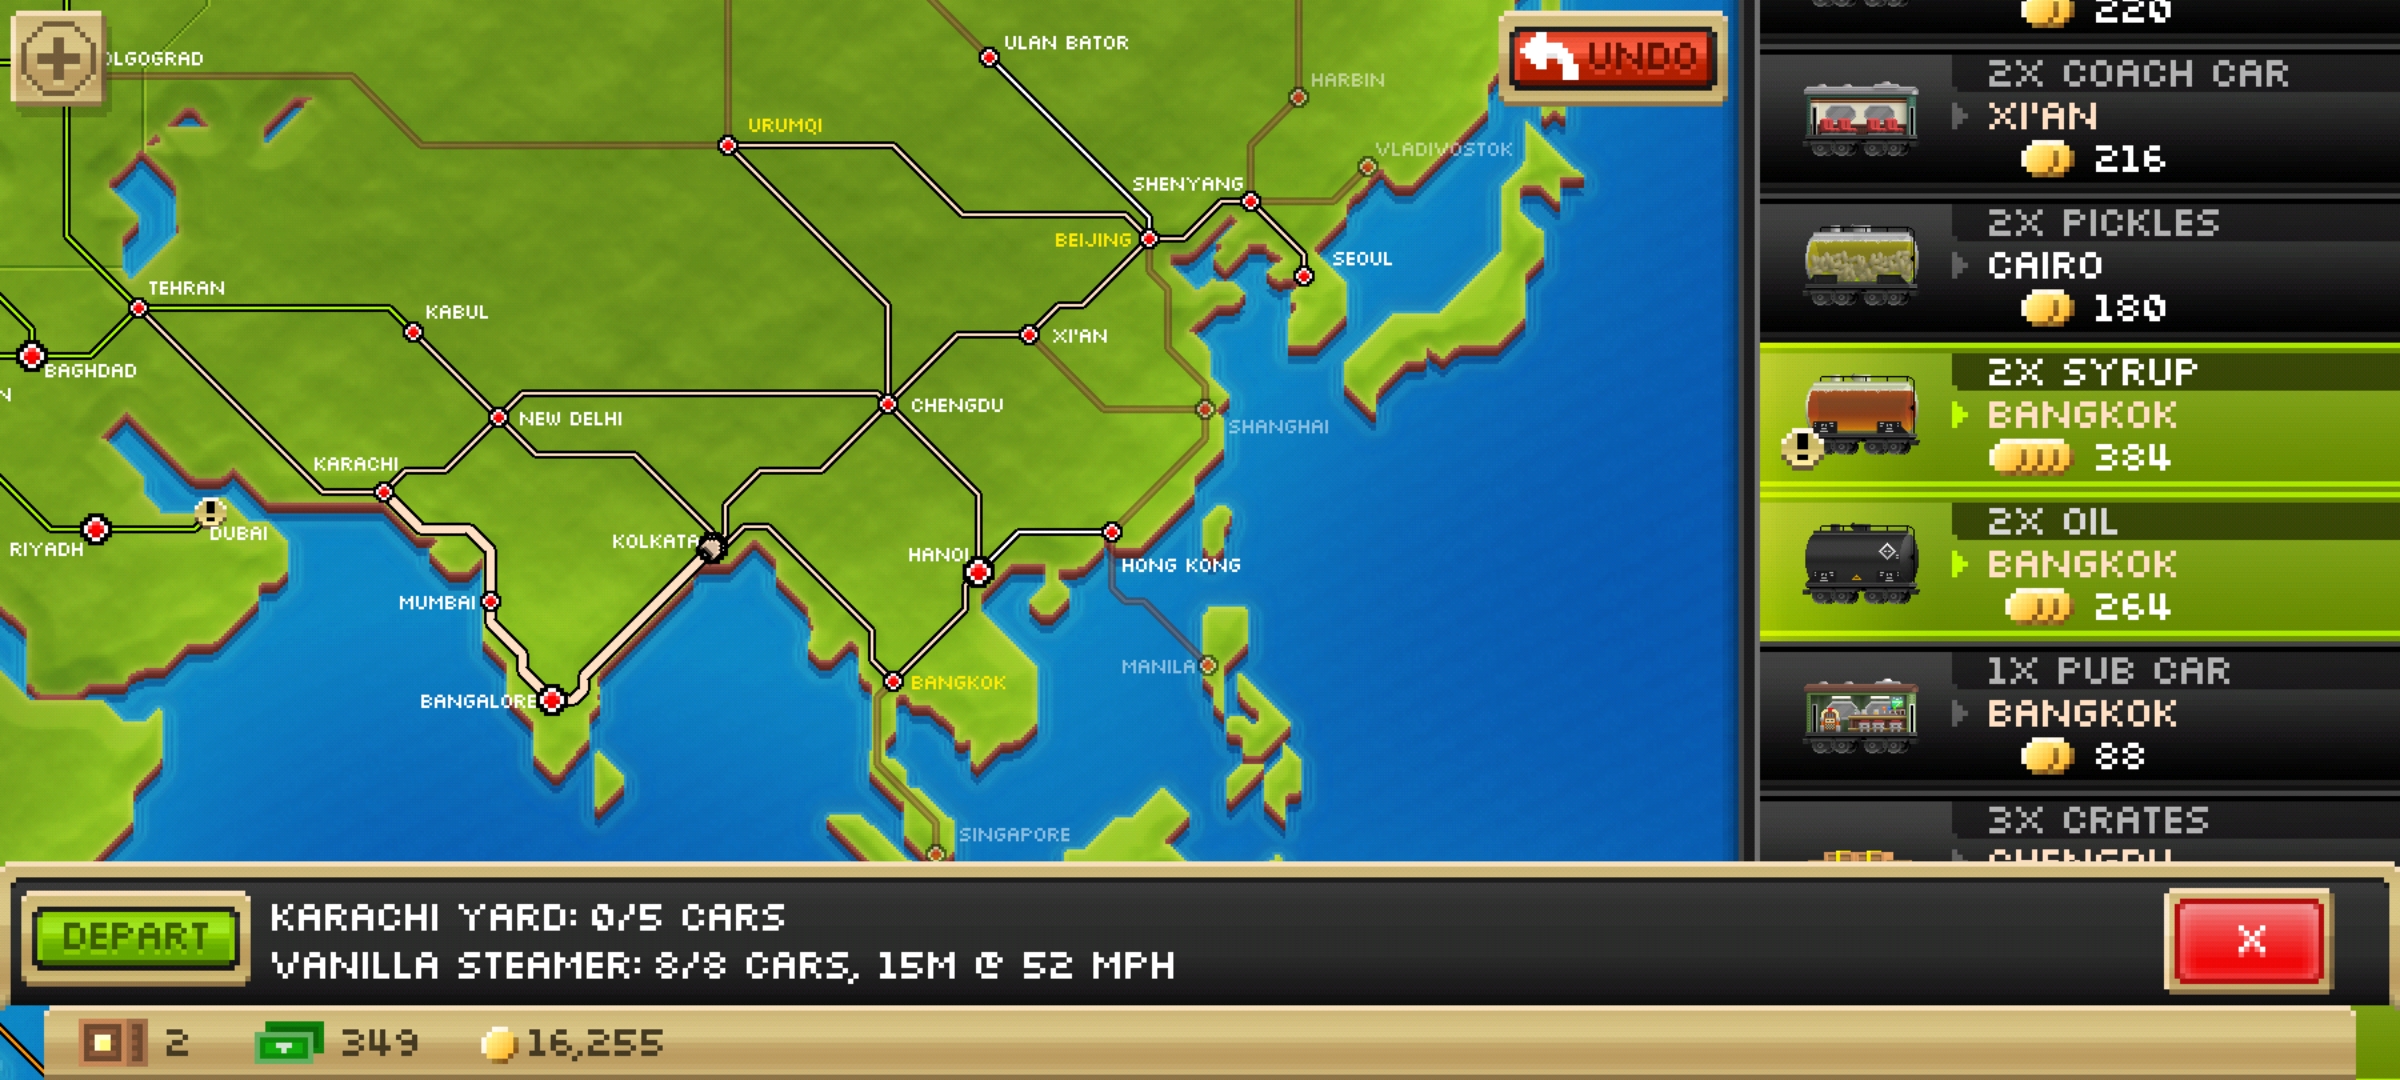 OLGOGRAD
ULAN BATOR
UNDO
HARBIN
URUMQI
VLADIVOSTOK
SHENYANG
BEIJING
SEOUL
TEHRAN
KABUL
XI'AN
BAGHDAD
N
NEW DELHI
CHENGDU
SHANGHAI
KARACHI
DUBAI
RIYADH
KOLKATA
HANOI
HONG KONG
MUMBAI
MANILA
BANGALORE
BANGKOK
SINGAPORE
220
2X COACH CAR
XI'AN
216
2X PICKLES
CAIRO
180
2X SYRUP
BANGKOK
384
2X OIL
BANGKOK
264
1X PUB CAR
BANGKOK
88
3X CRATES
CHENGDU
DEPART
KARACHI YARD: 0/5 CARS
VANILLA STEAMER: 8/8 CARS, 15M @ 52 MPH
X
2
349
16,255